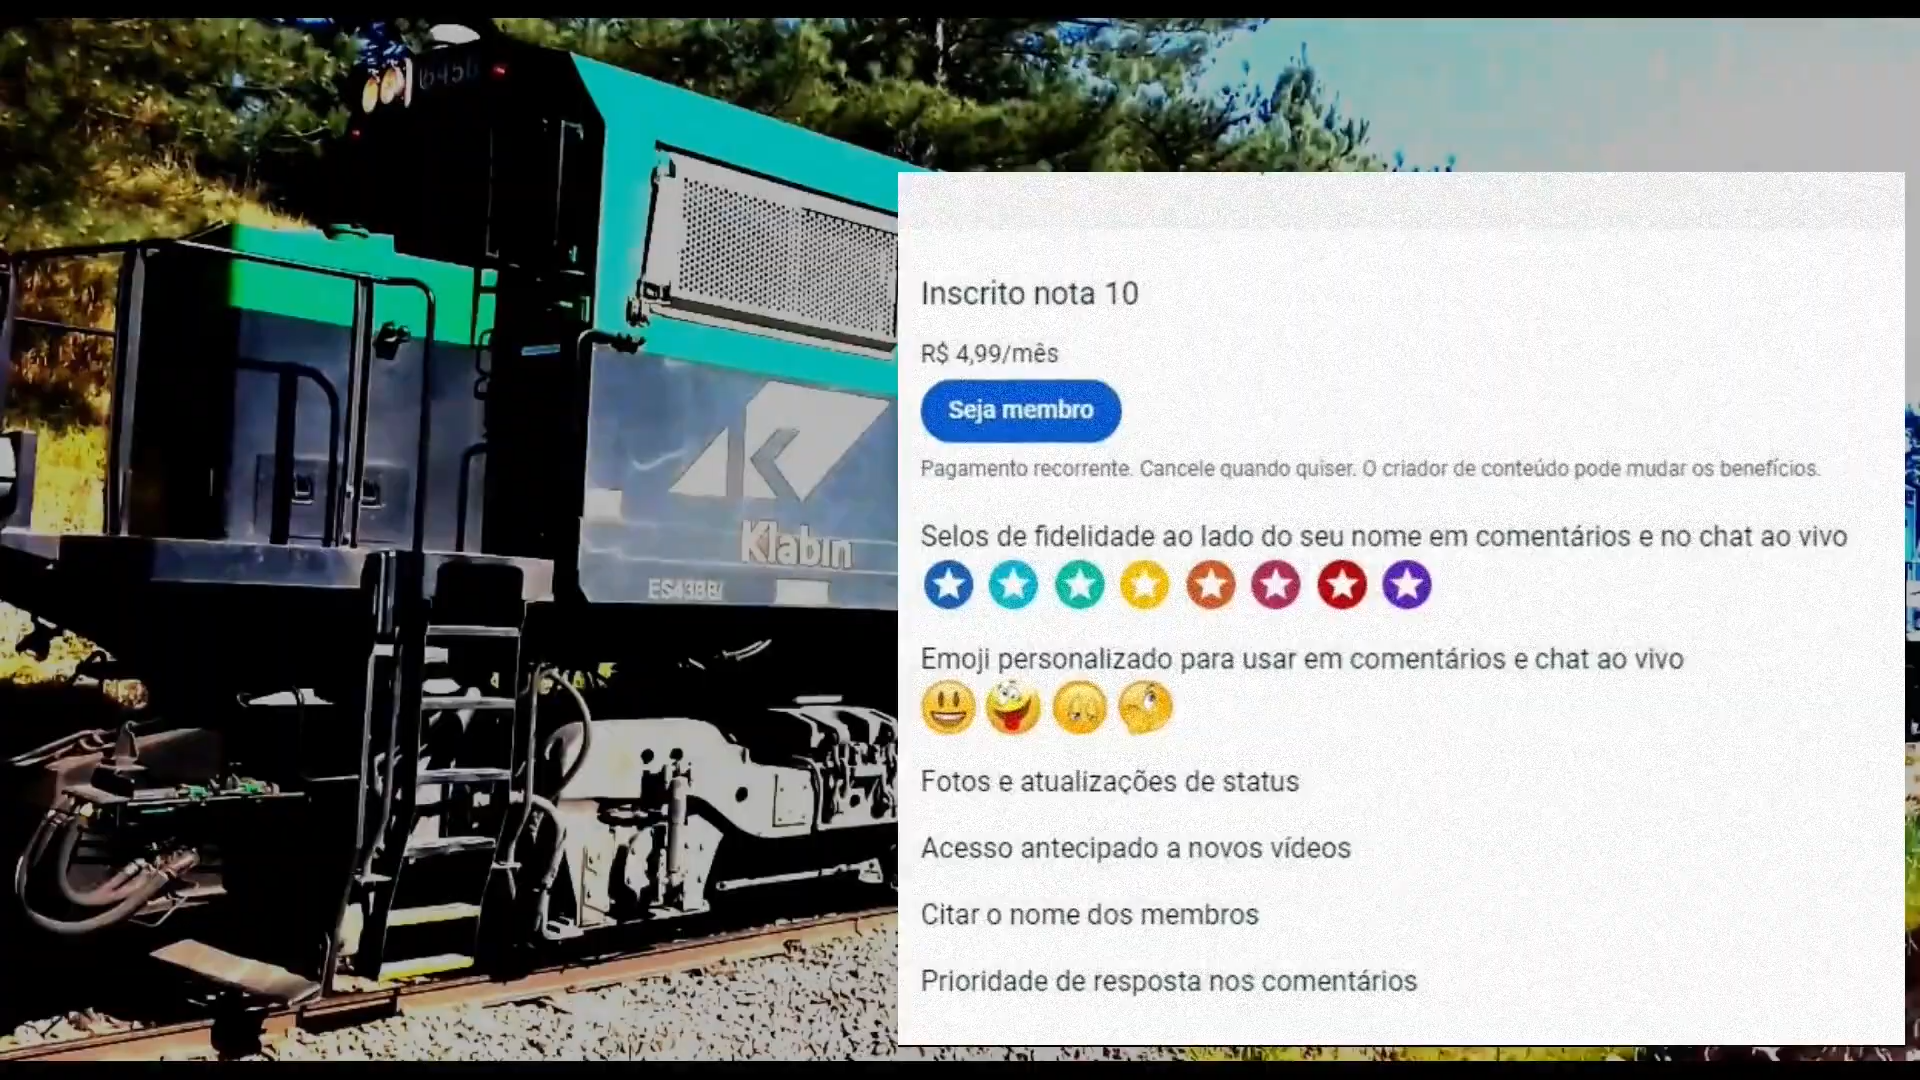 Klabin
Inscrito nota 10
R$ 4,99/mês
Seja membro
Pagamento recorrente. Cancele quando quiser. O criador de conteúdo pode mudar os benefícios.
Selos de fidelidade ao lado do seu nome em comentários e no chat ao vivo
Emoji personalizado para usar em comentários e chat ao vivo
Fotos e atualizações de status
Acesso antecipado a novos vídeos
Citar o nome dos membros
Prioridade de resposta nos comentários